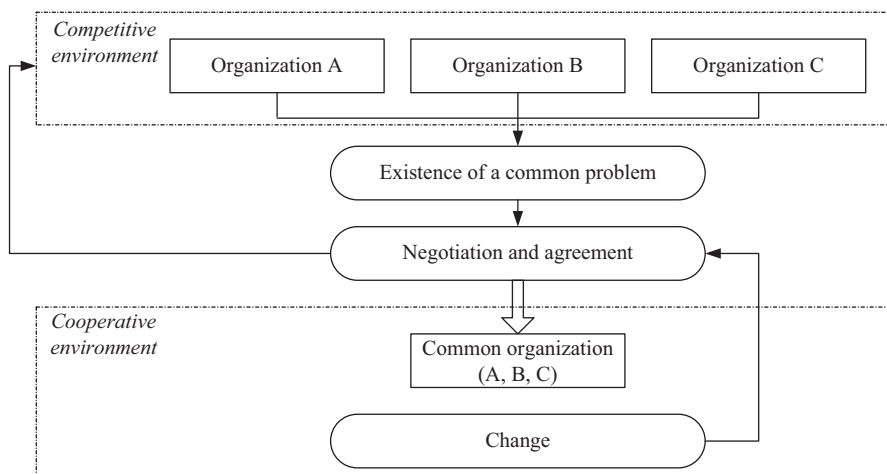 Competitive
environment
Organization A
Organization B
Organization C
Existence of a common problem
Negotiation and agreement
Cooperative
environment
Common organization
(A, B, C)
Change